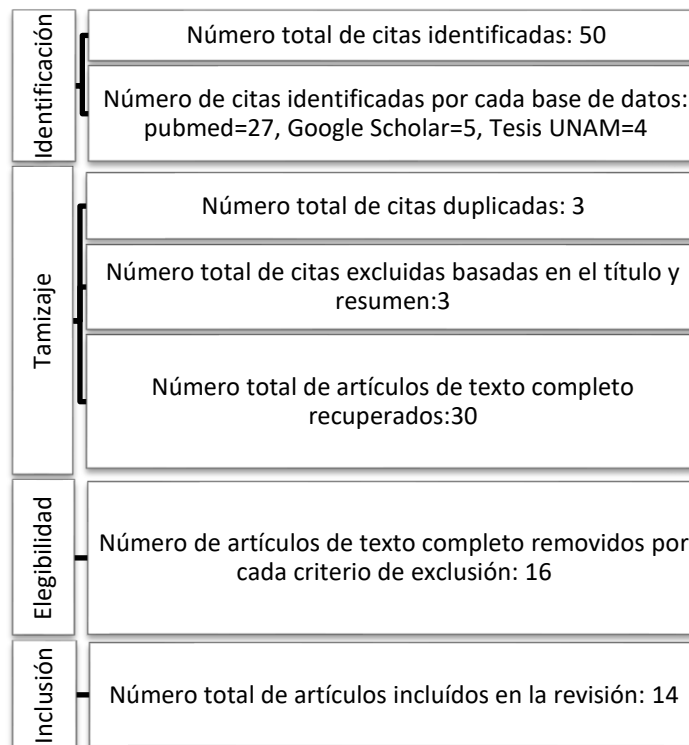 Identificación
Número total de citas identificadas: 50
Número de citas identificadas por cada base de datos:
pubmed=27, Google Scholar=5, Tesis UNAM=4
Tamizaje
Número total de citas duplicadas: 3
Número total de citas excluidas basadas en el título y
resumen:3
Número total de artículos de texto completo
recuperados:30
Elegibilidad
Número de artículos de texto completo removidos por
cada criterio de exclusión: 16
Inclusión
Número total de artículos incluídos en la revisión: 14